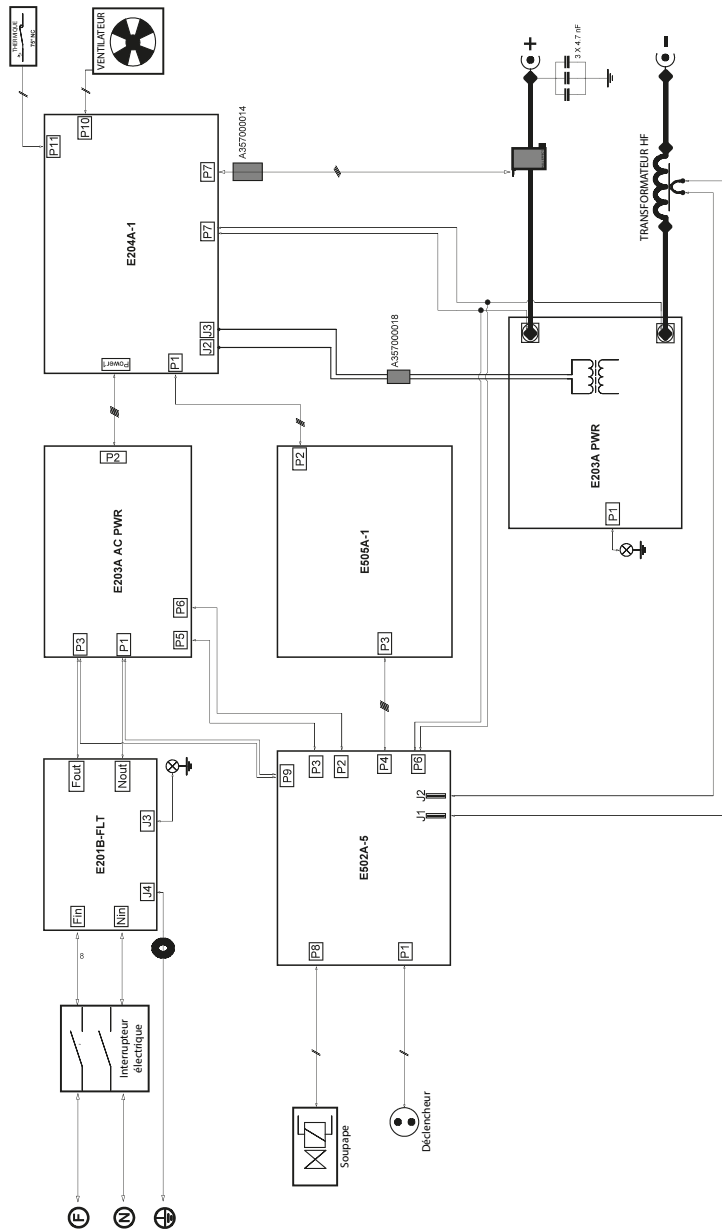 THERMIQUE
75° NC
VENTILATEUR
P11
P10
E204A-1
P7
A357000014
P7
J3
J2
Power1
P1
+
3 X 4.7 nF
-
TRANSFORMATEUR HF
A357000018
P2
E203A AC PWR
P3
P1
P6
P5
P2
E505A-1
P3
E203A PWR
P1
Fout
Nout
E201B-FLT
J3
J4
Fin
Nin
8
P9
P3
P2
P4
P6
E502A-5
J2
J1
P8
P1
Interrupteur
électrique
Soupape
Déclencheur
F
N